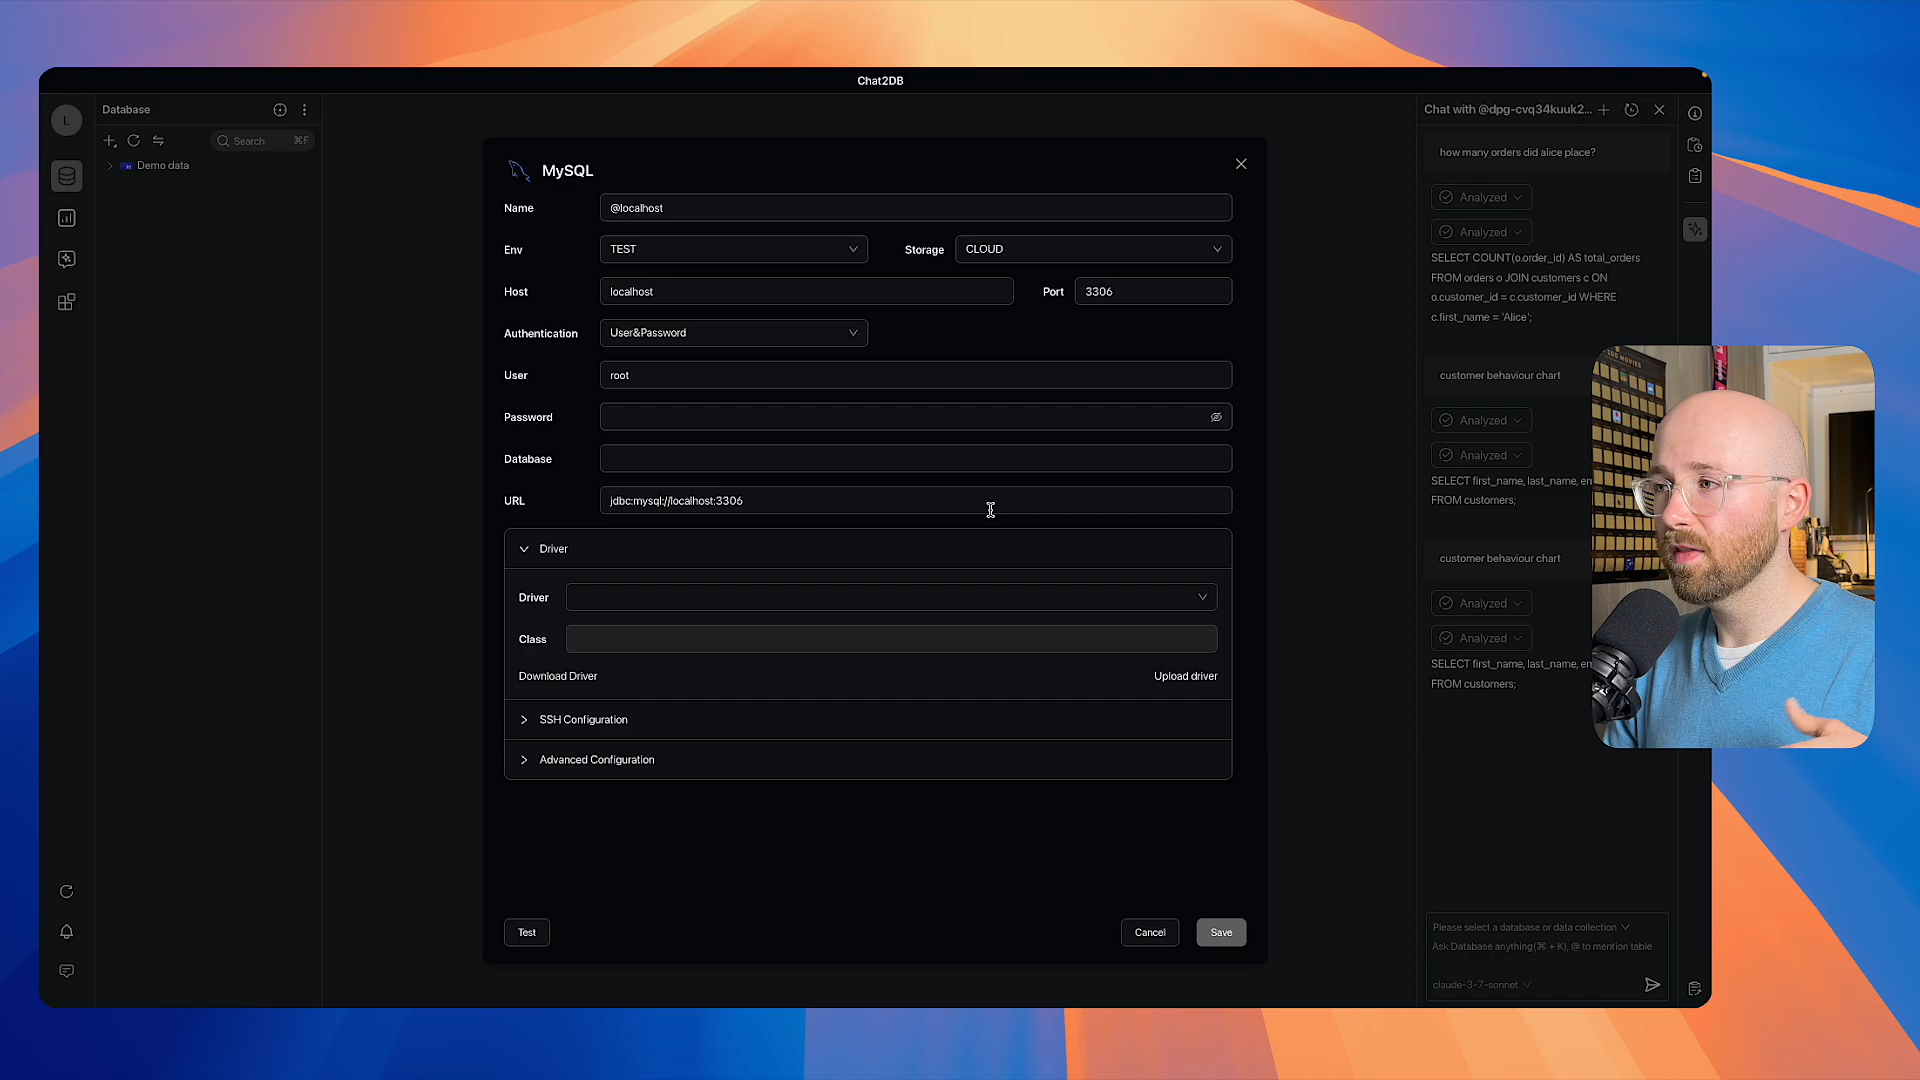 Chat2DB
L
Database
Search ⌘F
Demo data
MySQL
Name @localhost
Env TEST Storage CLOUD
Host localhost Port 3306
Authentication User&Password
User root
Password
Database
URL jdbc:mysql://localhost:3306
Driver
Driver
Class
Download Driver Upload driver
SSH Configuration
Advanced Configuration
Test Cancel Save
Chat with @dpg-cvq34kuuk2...
how many orders did alice place?
Analyzed
Analyzed
SELECT COUNT(o.order_id) AS total_orders
FROM orders o JOIN customers c ON
o.customer_id = c.customer_id WHERE
c.first_name = 'Alice';
customer behaviour chart
Analyzed
Analyzed
SELECT first_name, last_name, en
FROM customers;
customer behaviour chart
Analyzed
Analyzed
SELECT first_name, last_name, en
FROM customers;
Please select a database or data collection
Ask Database anything(⌘ + K), @ to mention table
claude-3-7-sonnet
100 MOVIES